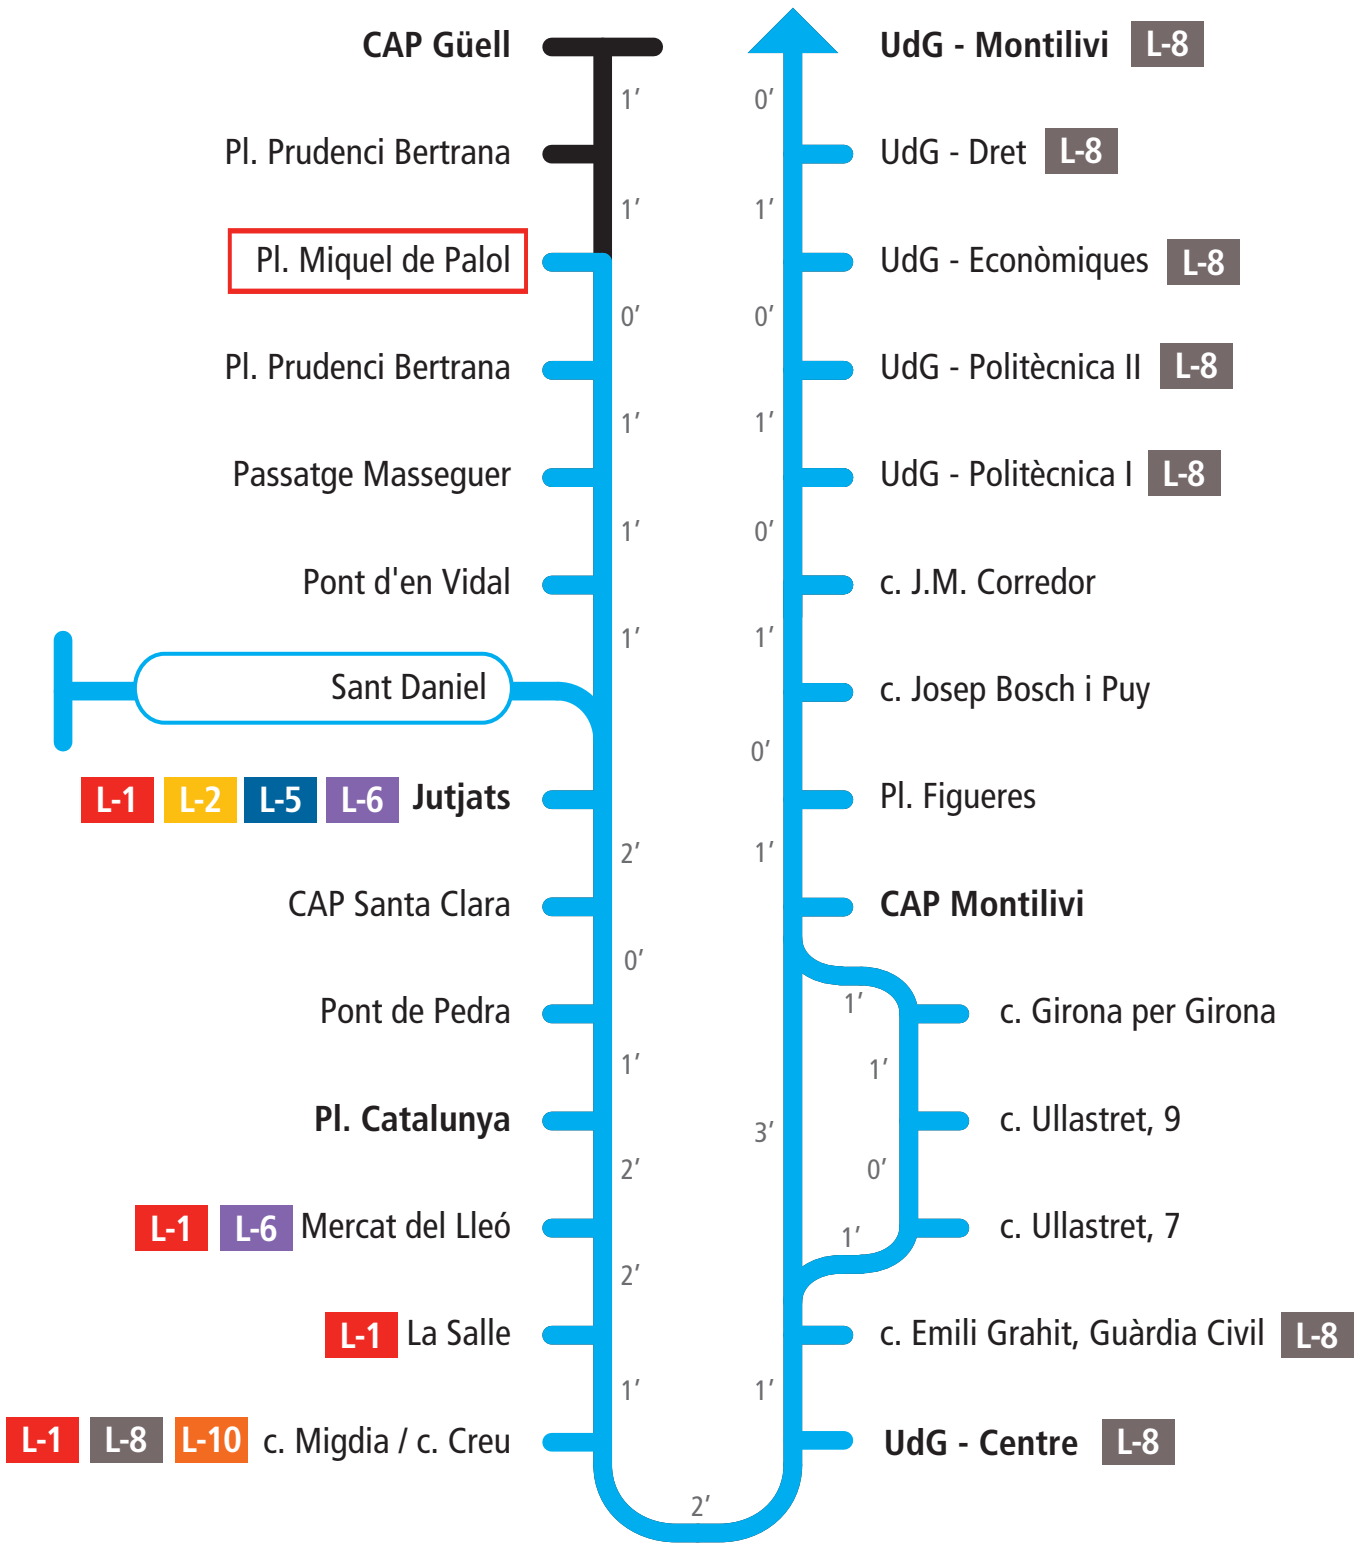 CAP Güell
1′
Pl. Prudenci Bertrana
1′
Pl. Miquel de Palol
0′
Pl. Prudenci Bertrana
1′
Passatge Masseguer
1′
Pont d'en Vidal
1′
Sant Daniel
L-1 L-2 L-5 L-6 Jutjats
2′
CAP Santa Clara
0′
Pont de Pedra
1′
Pl. Catalunya
2′
L-1 L-6 Mercat del Lleó
2′
L-1 La Salle
1′
L-1 L-8 L-10 c. Migdia / c. Creu
2′
UdG - Montilivi L-8
0′
UdG - Dret L-8
1′
UdG - Econòmiques L-8
0′
UdG - Politècnica II L-8
1′
UdG - Politècnica I L-8
0′
c. J.M. Corredor
1′
c. Josep Bosch i Puy
0′
Pl. Figueres
1′
CAP Montilivi
1′
c. Girona per Girona
1′
c. Ullastret, 9
3′
0′
c. Ullastret, 7
1′
c. Emili Grahit, Guàrdia Civil L-8
1′
UdG - Centre L-8